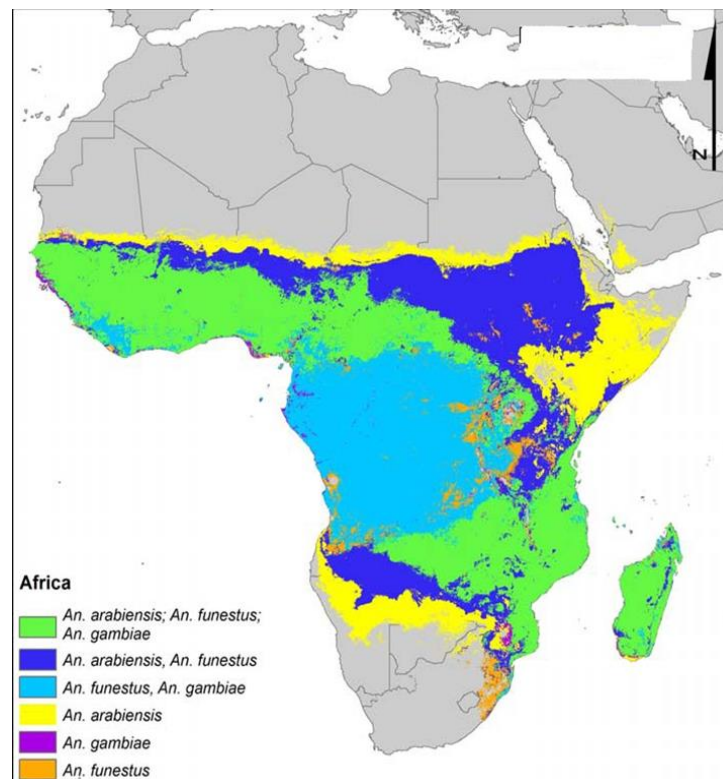 N
Africa
An. arabiensis; An. funestus;
An. gambiae
An. arabiensis, An. funestus
An. funestus, An. gambiae
An. arabiensis
An. gambiae
An. funestus